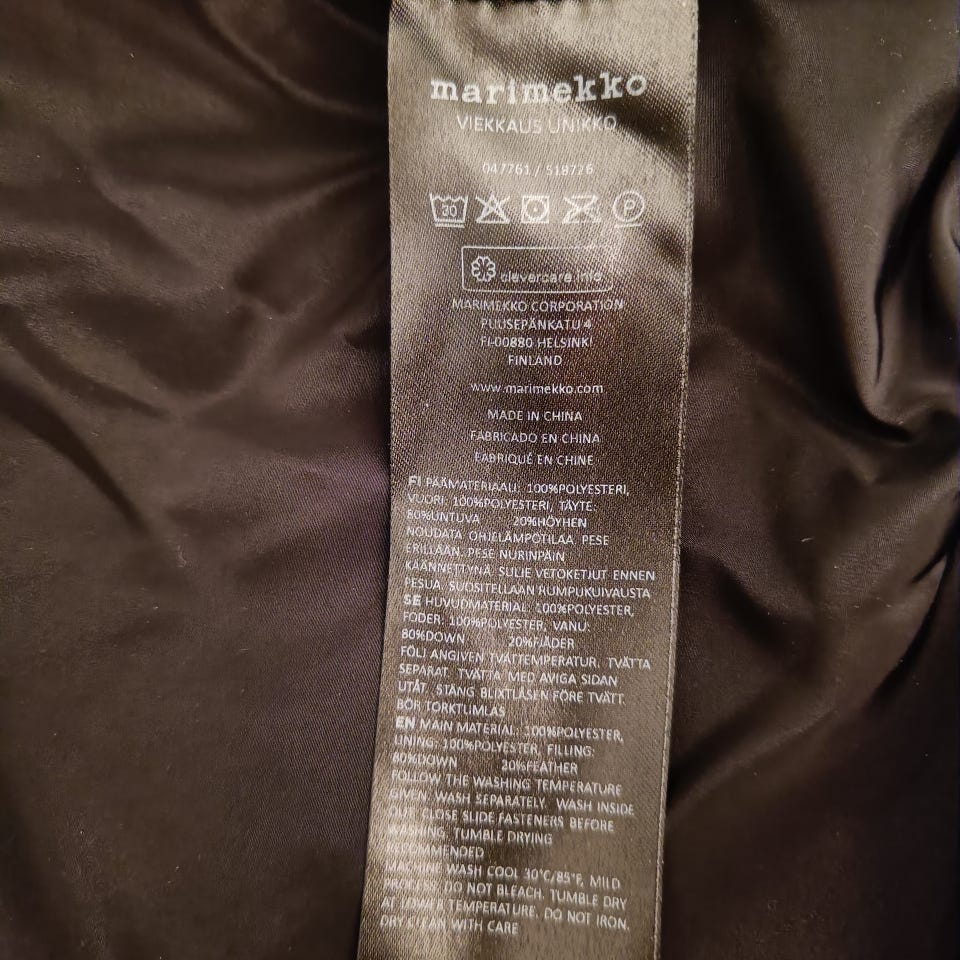 marimekko
VIEKKAUS UNIKKO
047761 / 518726
30 P
clevercare.info
MARIMEKKO CORPORATION
PUUSEPÄNKATU 4
FI-00880 HELSINKI
FINLAND
www.marimekko.com
MADE IN CHINA
FABRICADO EN CHINA
FABRIQUÉ EN CHINE
FI PÄÄMATERIAALI: 100%POLYESTERI,
VUORI: 100%POLYESTERI, TÄYTE:
80%UNTUVA 20%HÖYHEN
NOUDATA OHJELÄMPÖTILAA. PESE
ERILLÄÄN. PESE NURINPÄIN
KÄÄNNETTYNÄ. SULJE VETOKETJUT ENNEN
PESUA. SUOSITELLAAN RUMPUKUIVAUSTA
SE HUVUDMATERIAL: 100%POLYESTER,
FODER: 100%POLYESTER, VANU:
80%DOWN 20%FJÄDER
FÖLJ ANGIVEN TVÄTTEMPERATUR. TVÄTTA
SEPARAT. TVÄTTA MED AVIGA SIDAN
UTÅT. STÄNG BLIXTLÅSEN FÖRE TVÄTT.
BÖR TORKTUMLAS
EN MAIN MATERIAL: 100%POLYESTER,
LINING: 100%POLYESTER, FILLING:
80%DOWN 20%FEATHER
FOLLOW THE WASHING TEMPERATURE
GIVEN. WASH SEPARATELY. WASH INSIDE
OUT. CLOSE SLIDE FASTENERS BEFORE
WASHING. TUMBLE DRYING
RECOMMENDED
MACHINE WASH COOL 30°C/85°F, MILD
PROCESS. DO NOT BLEACH. TUMBLE DRY
AT LOWER TEMPERATURE. DO NOT IRON.
DRY CLEAN WITH CARE